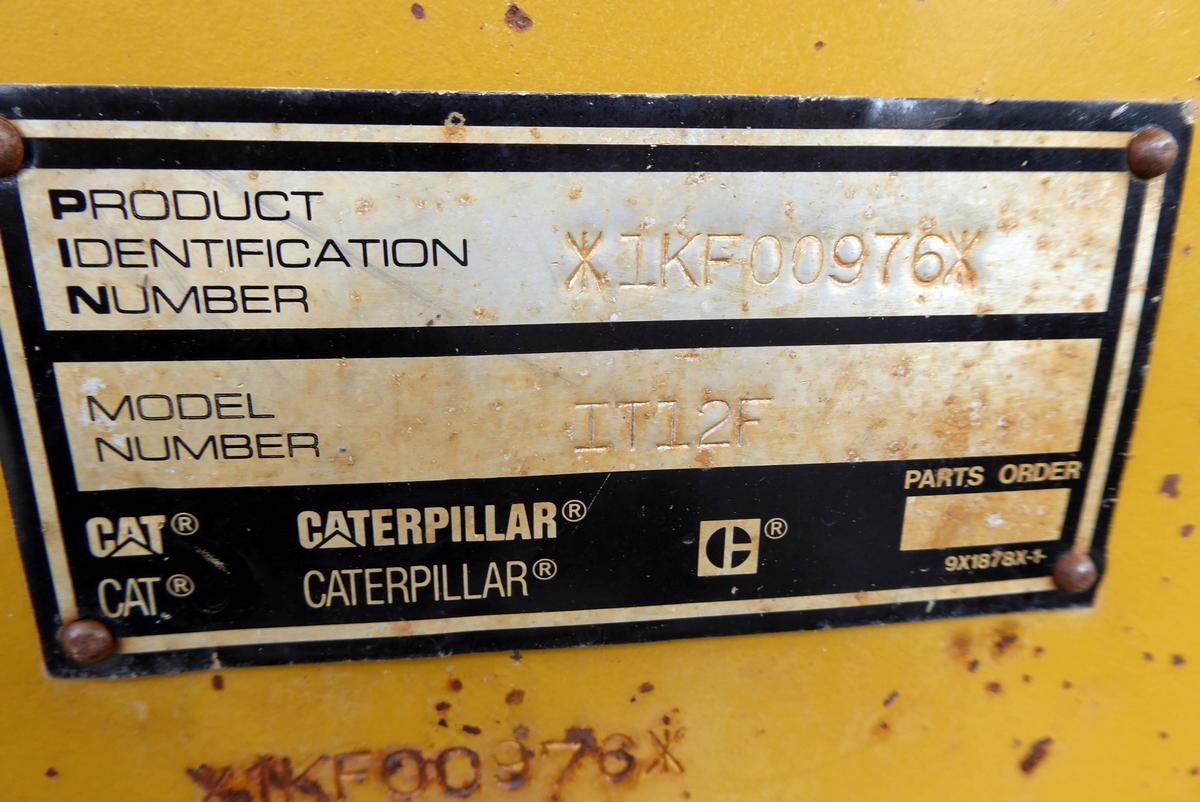 PRODUCT
IDENTIFICATION
NUMBER
*1KF00976*
MODEL
NUMBER
IT12F
PARTS ORDER
CAT® CATERPILLAR® C®
CAT® CATERPILLAR®
9X1878X-1-
*1KF00976*